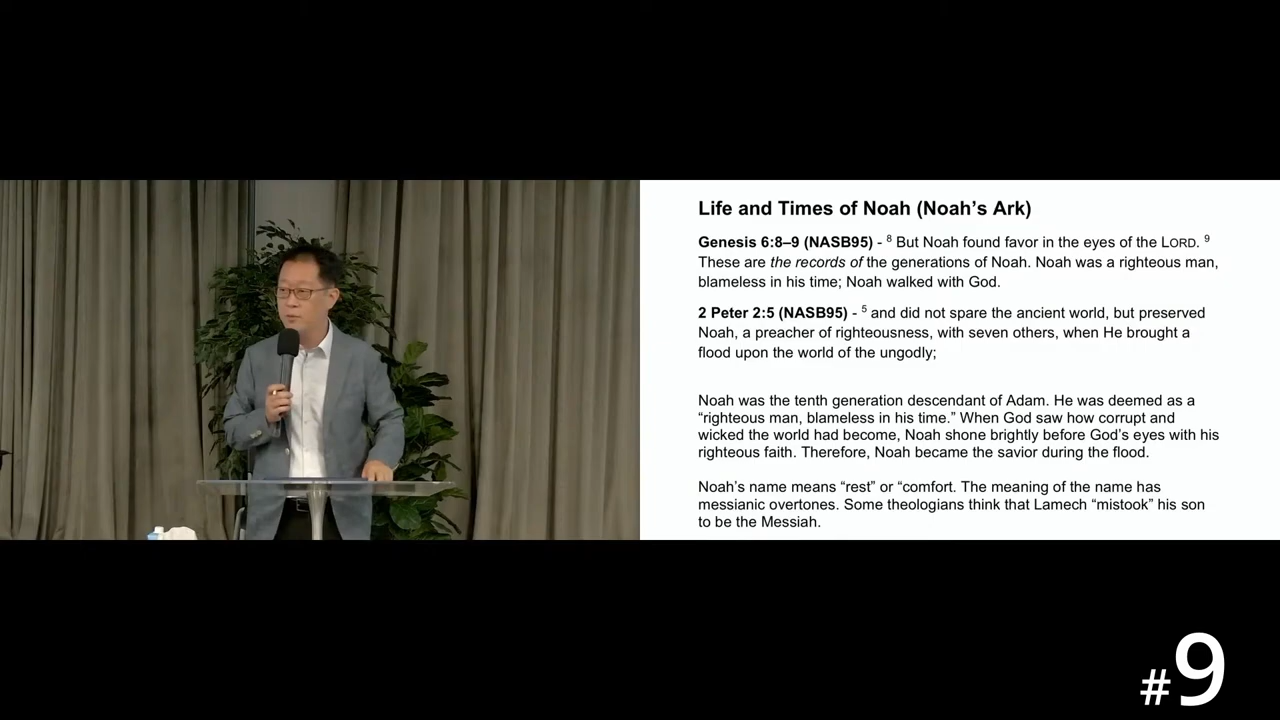 Life and Times of Noah (Noah's Ark)
Genesis 6:8–9 (NASB95) - 8 But Noah found favor in the eyes of the LORD. 9
These are the records of the generations of Noah. Noah was a righteous man,
blameless in his time; Noah walked with God.
2 Peter 2:5 (NASB95) - 5 and did not spare the ancient world, but preserved
Noah, a preacher of righteousness, with seven others, when He brought a
flood upon the world of the ungodly;
Noah was the tenth generation descendant of Adam. He was deemed as a
“righteous man, blameless in his time.” When God saw how corrupt and
wicked the world had become, Noah shone brightly before God’s eyes with his
righteous faith. Therefore, Noah became the savior during the flood.
Noah’s name means “rest” or “comfort. The meaning of the name has
messianic overtones. Some theologians think that Lamech “mistook” his son
to be the Messiah.
#9